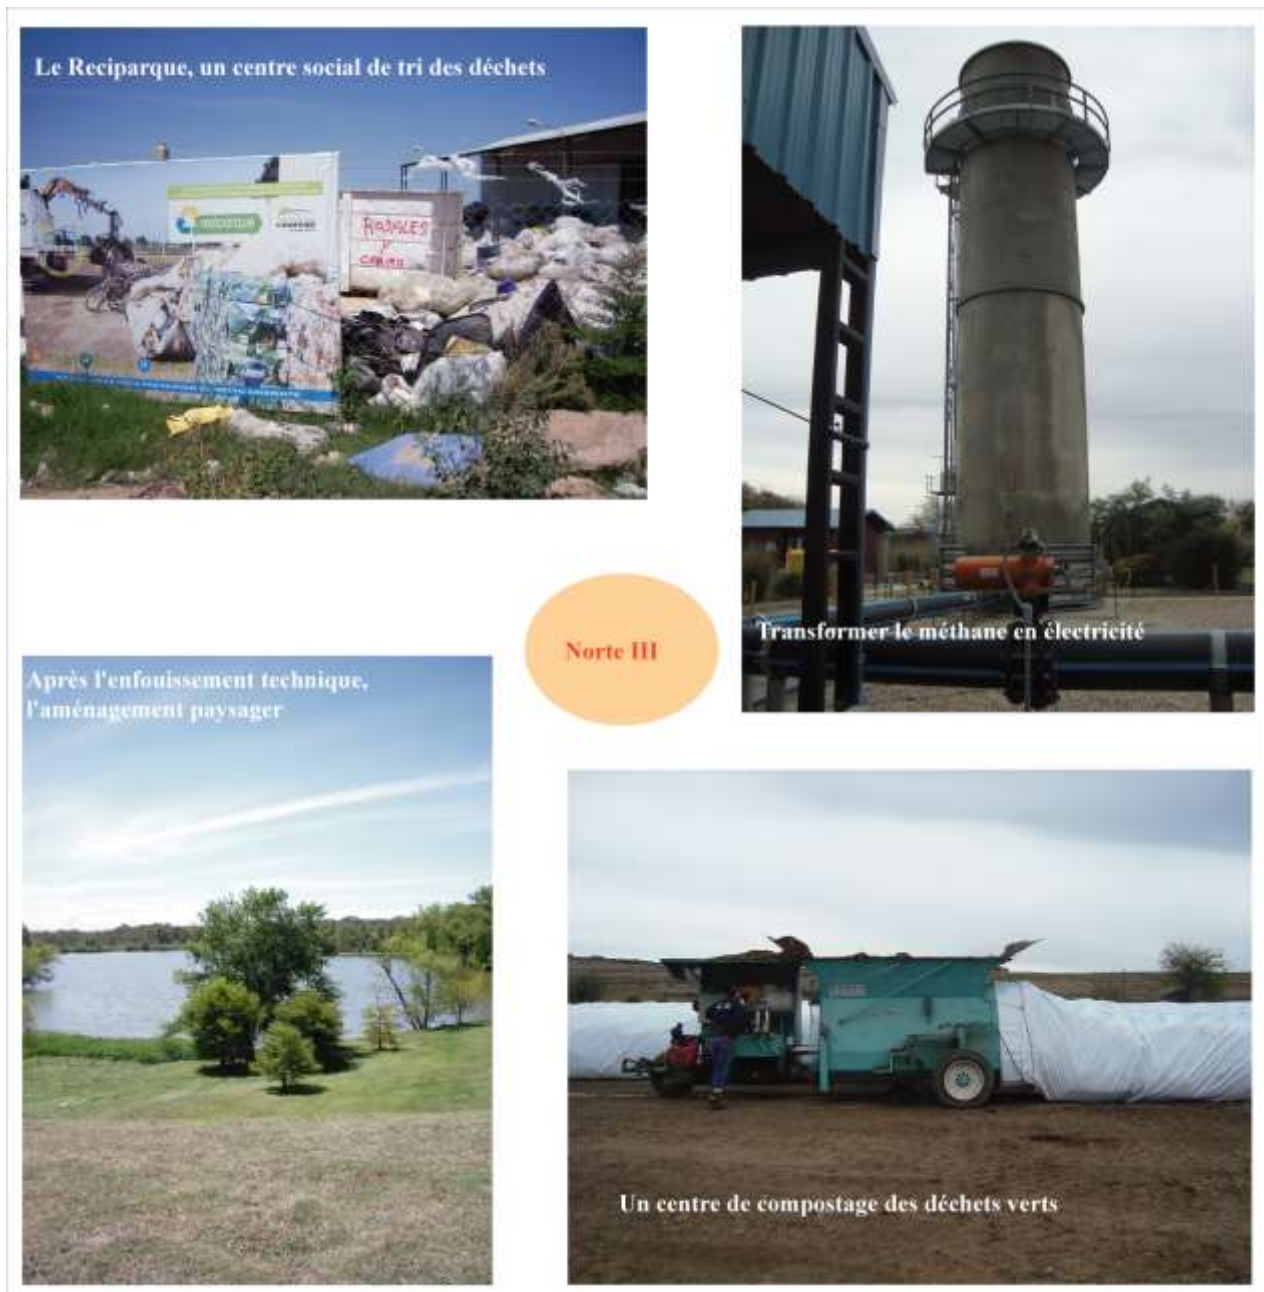 Le Reciparque, un centre social de tri des déchets
ROSALES
Y
Transformer le méthane en électricité
Norte III
Après l'enfouissement technique,
l'aménagement paysager
Un centre de compostage des déchets verts